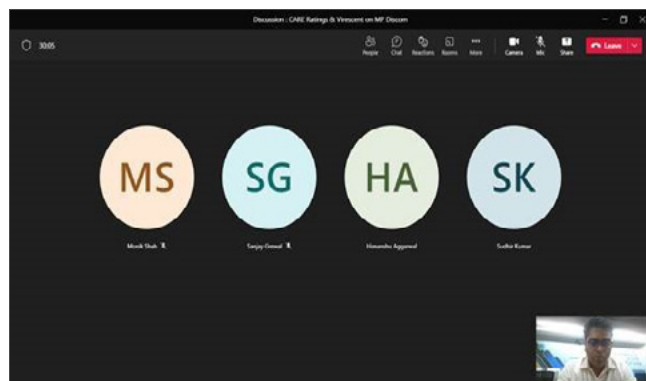 Discussion : CARE Ratings & Virescent on MP Discom
30:05
People Chat Reactions Rooms More Camera Mic Share Leave
MS SG HA SK
Monik Shah Sanjay Grewal Himanshu Aggarwal Sudhir Kumar